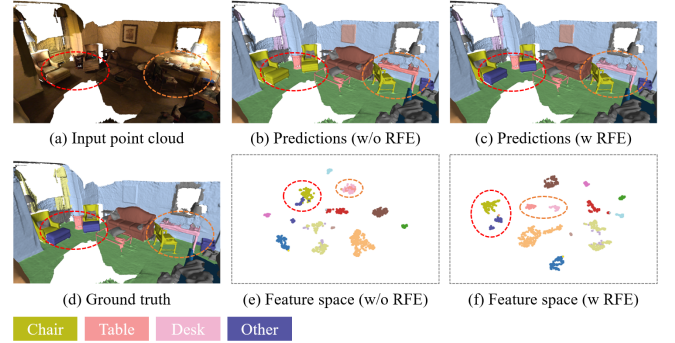 (a) Input point cloud
(b) Predictions (w/o RFE)
(c) Predictions (w RFE)
(d) Ground truth
(e) Feature space (w/o RFE)
(f) Feature space (w RFE)
Chair
Table
Desk
Other